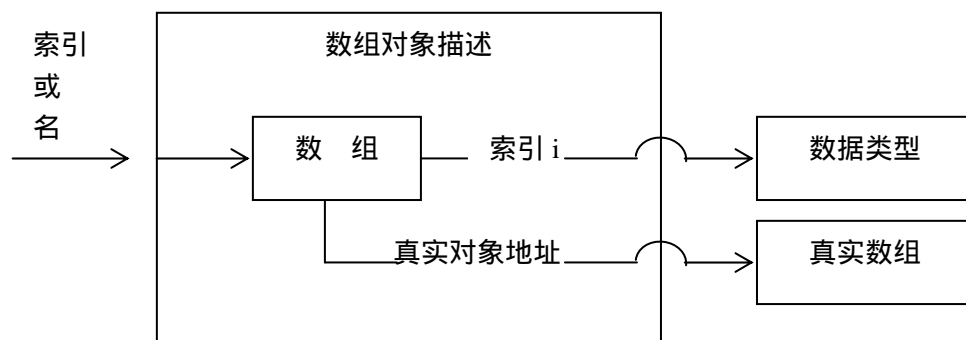 索引
或
名
数组对象描述
数 组
索引 i
数据类型
真实对象地址
真实数组